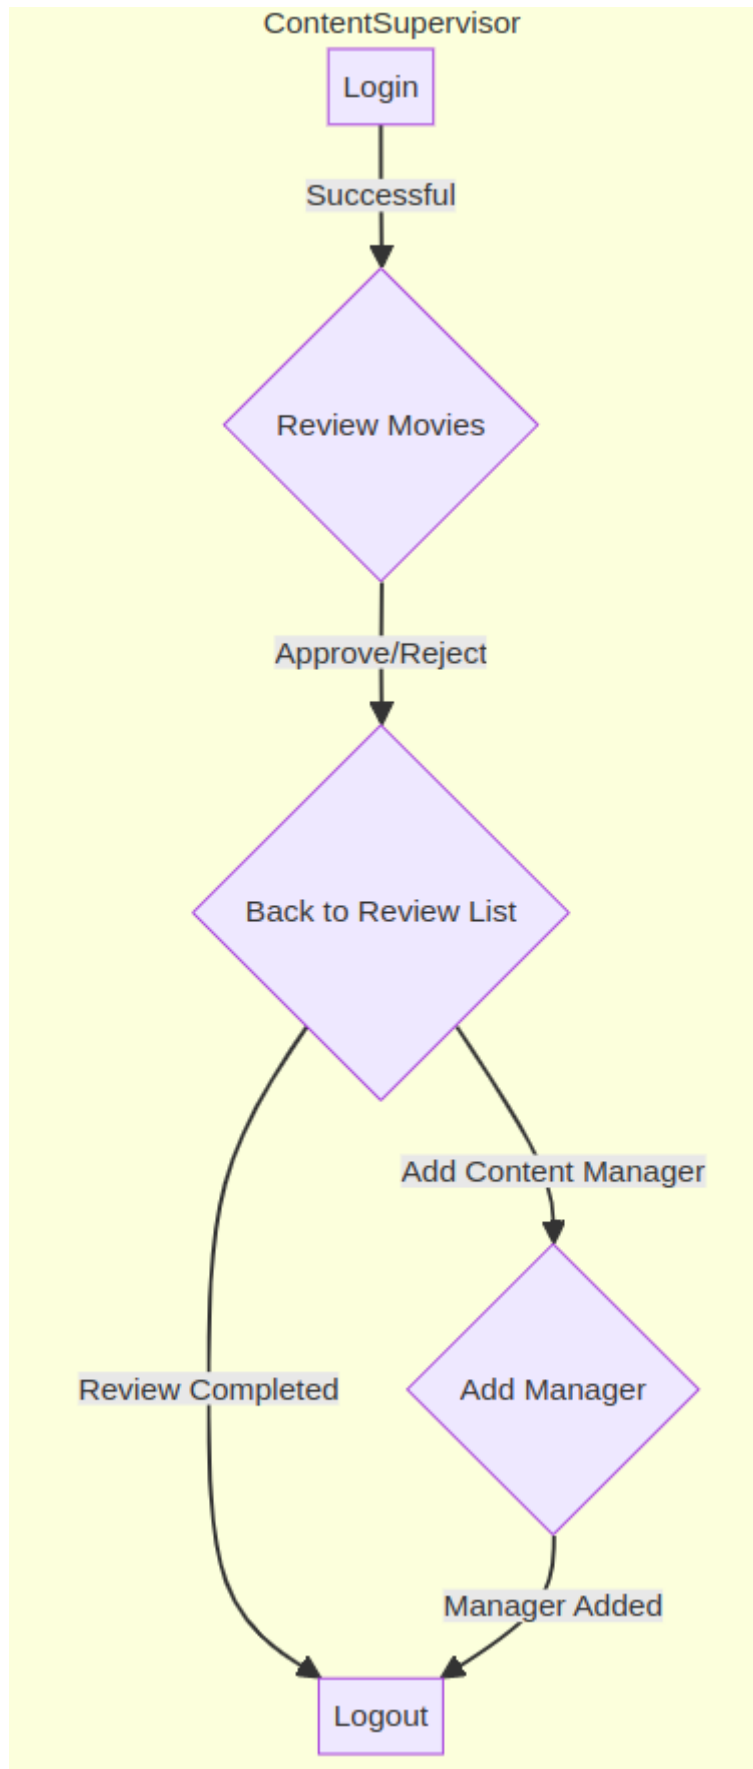 ContentSupervisor
Login
Successful
Review Movies
Approve/Reject
Back to Review List
Add Content Manager
Review Completed
Add Manager
Manager Added
Logout